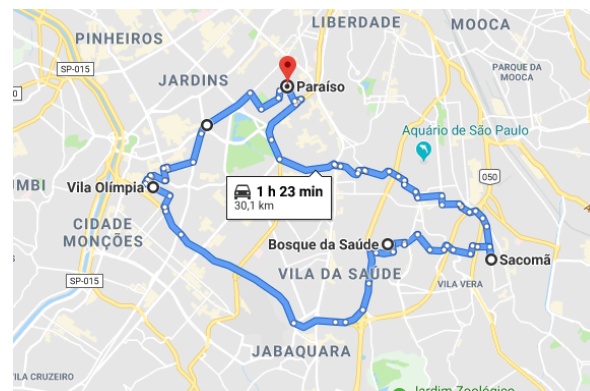 LIBERDADE
MOOCA
PINHEIROS
SP-015
PARQUE DA
MOOCA
JARDINS
Paraíso
Aquário de São Paulo
050
Vila Olímpia
1 h 23 min
30,1 km
CIDADE
MONÇÕES
Bosque da Saúde
Sacomã
VILA DA SAÚDE
VILA VERA
SP-015
JABAQUARA
VILA CRUZEIRO
Jardim Zoológico